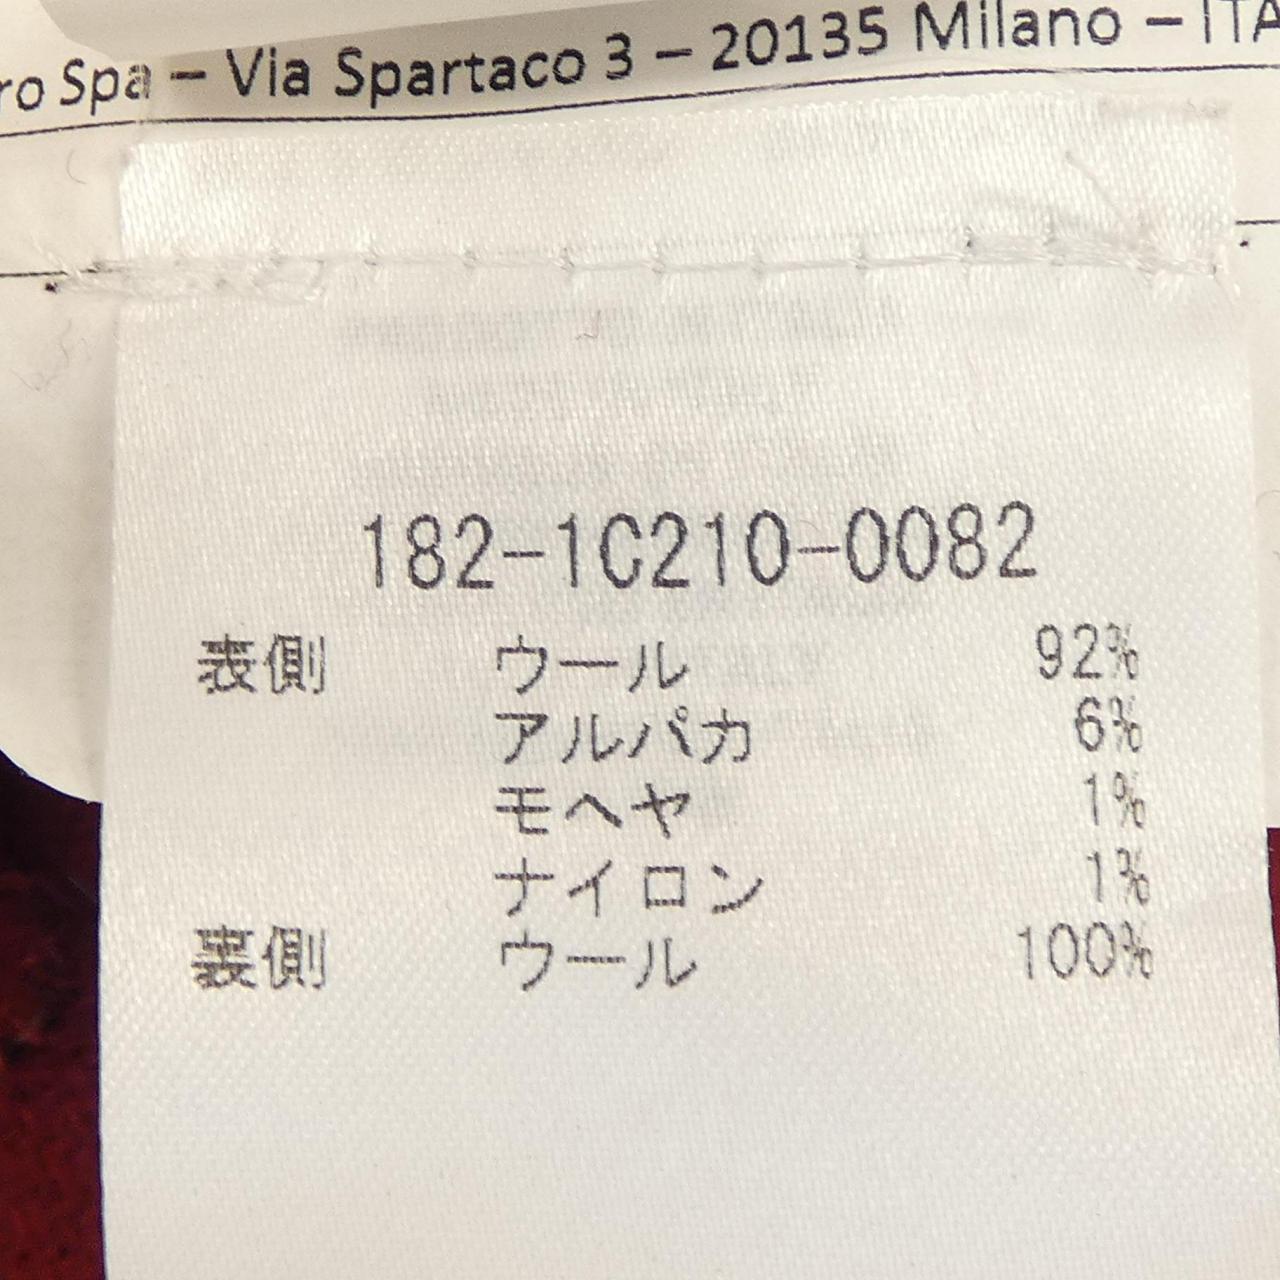 ro Spa – Via Spartaco 3 – 20135 Milano – ITA
182-1C210-0082
表側 ウール 92%
アルパカ 6%
モヘヤ 1%
ナイロン 1%
裏側 ウール 100%